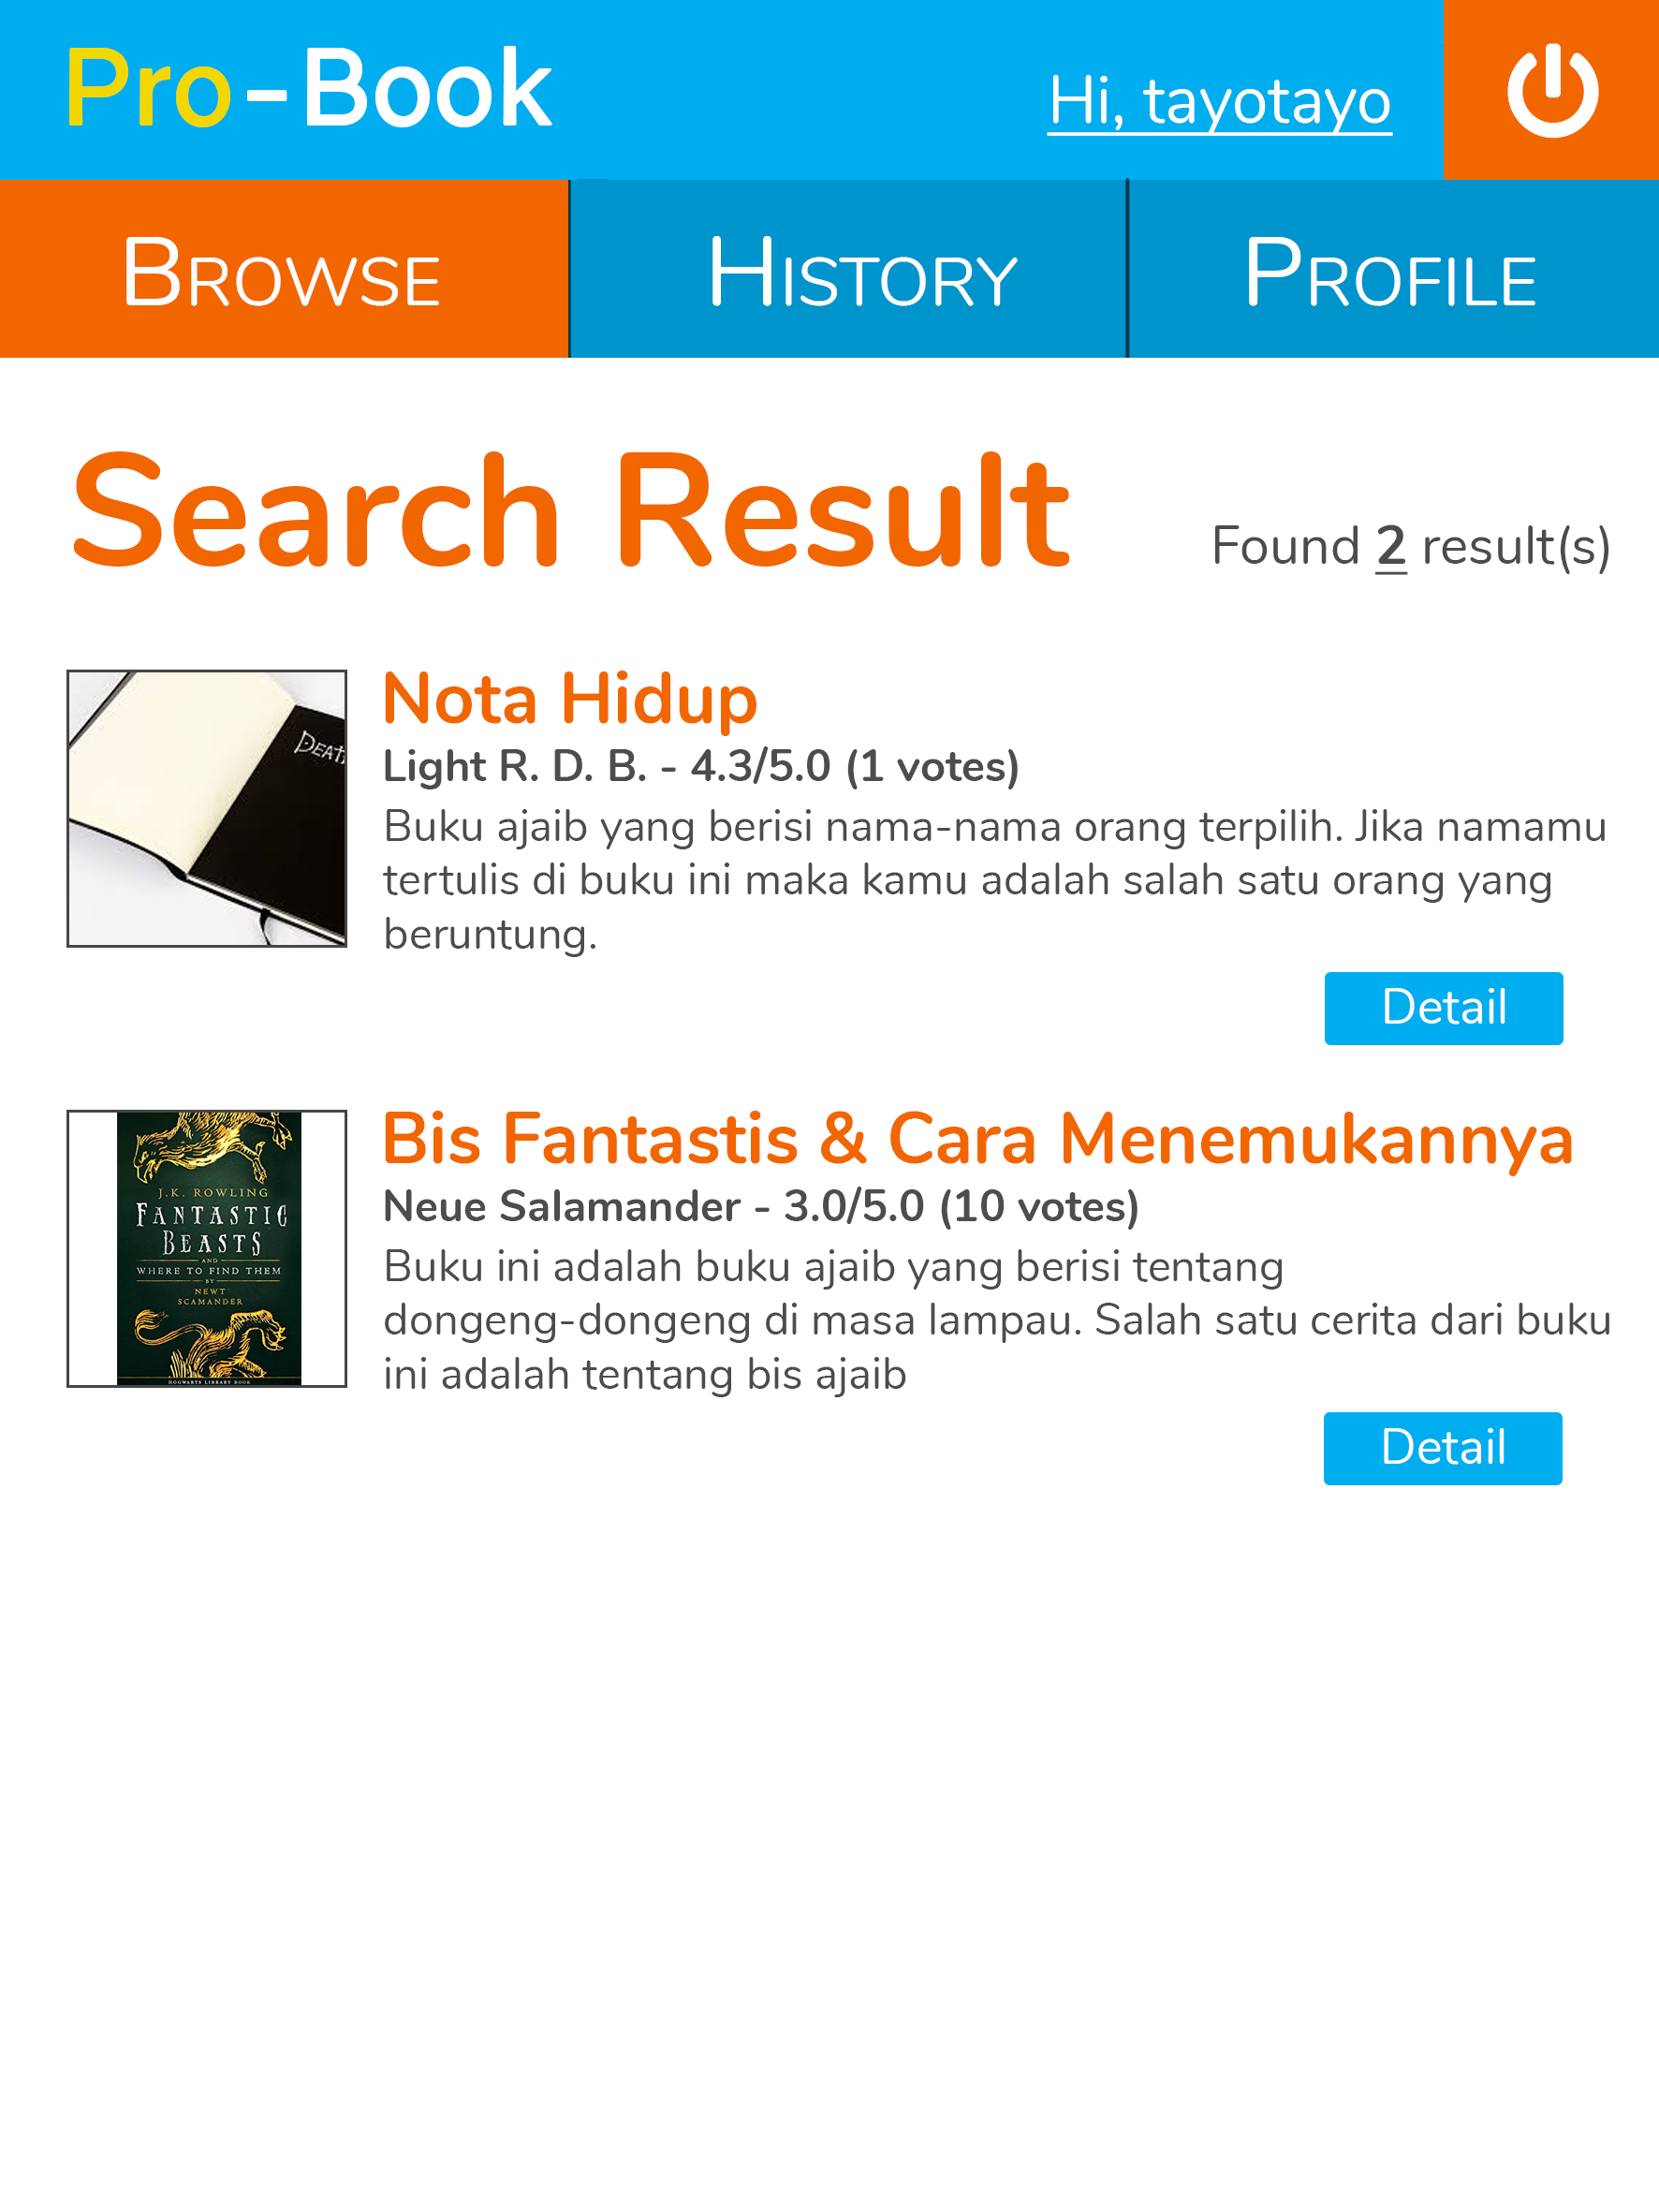 Pro-Book
Hi, tayotayo
BROWSE
HISTORY
PROFILE
Search Result
Found 2 result(s)
Nota Hidup
Light R. D. B. - 4.3/5.0 (1 votes)
Buku ajaib yang berisi nama-nama orang terpilih. Jika namamu
tertulis di buku ini maka kamu adalah salah satu orang yang
beruntung.
DEAT
Detail
Bis Fantastis & Cara Menemukannya
Neue Salamander - 3.0/5.0 (10 votes)
Buku ini adalah buku ajaib yang berisi tentang
dongeng-dongeng di masa lampau. Salah satu cerita dari buku
ini adalah tentang bis ajaib
J.K. ROWLING
FANTASTIC
BEASTS
AND
WHERE TO FIND THEM
BY
NEWT
SCAMANDER
HOGWARTS LIBRARY BOOK
Detail